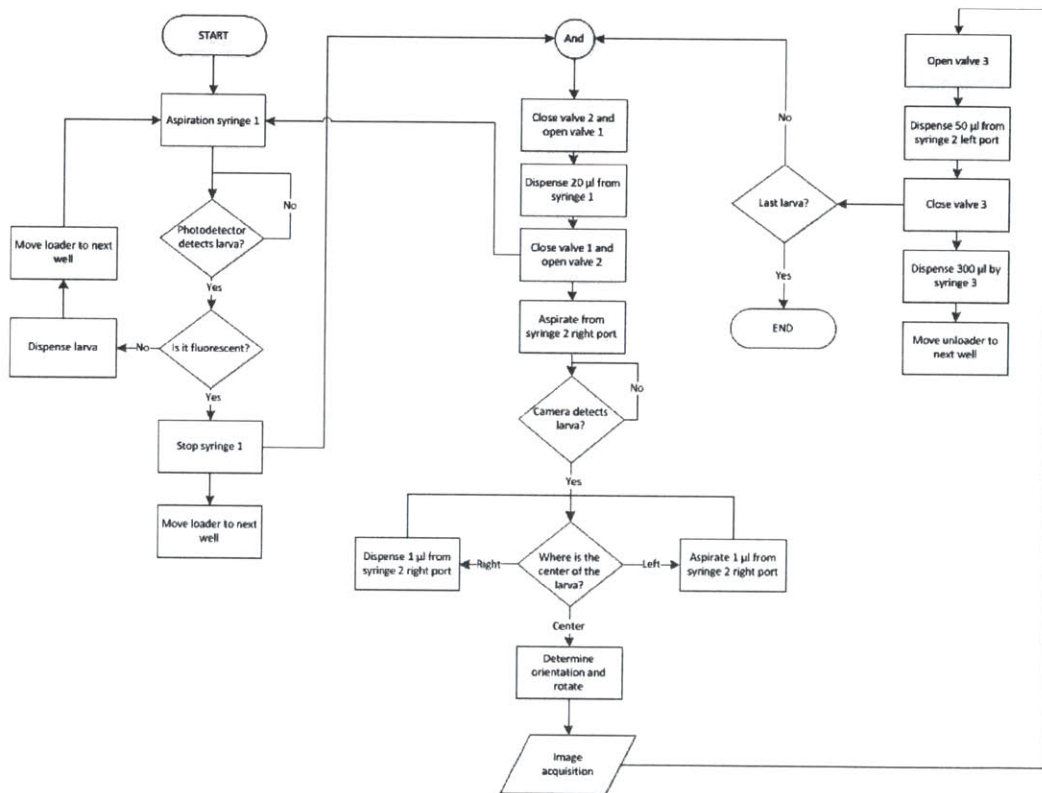 START
Aspiration syringe 1
No
Photodetector
detects larva?
Move loader to next
well
Yes
Dispense larva
No
Is it fluorescent?
Yes
Stop syringe 1
Move loader to next
well
And
Close valve 2 and
open valve 1
Dispense 20 µl from
syringe 1
Close valve 1 and
open valve 2
Aspirate from
syringe 2 right port
No
Camera detects
larva?
Yes
Dispense 1 µl from
syringe 2 right port
Right
Where is the
center of the
larva?
Left
Aspirate 1 µl from
syringe 2 right port
Center
Determine
orientation and
rotate
Image
acquisition
No
Last larva?
Yes
END
Open valve 3
Dispense 50 µl from
syringe 2 left port
Close valve 3
Dispense 300 µl by
syringe 3
Move unloader to
next well